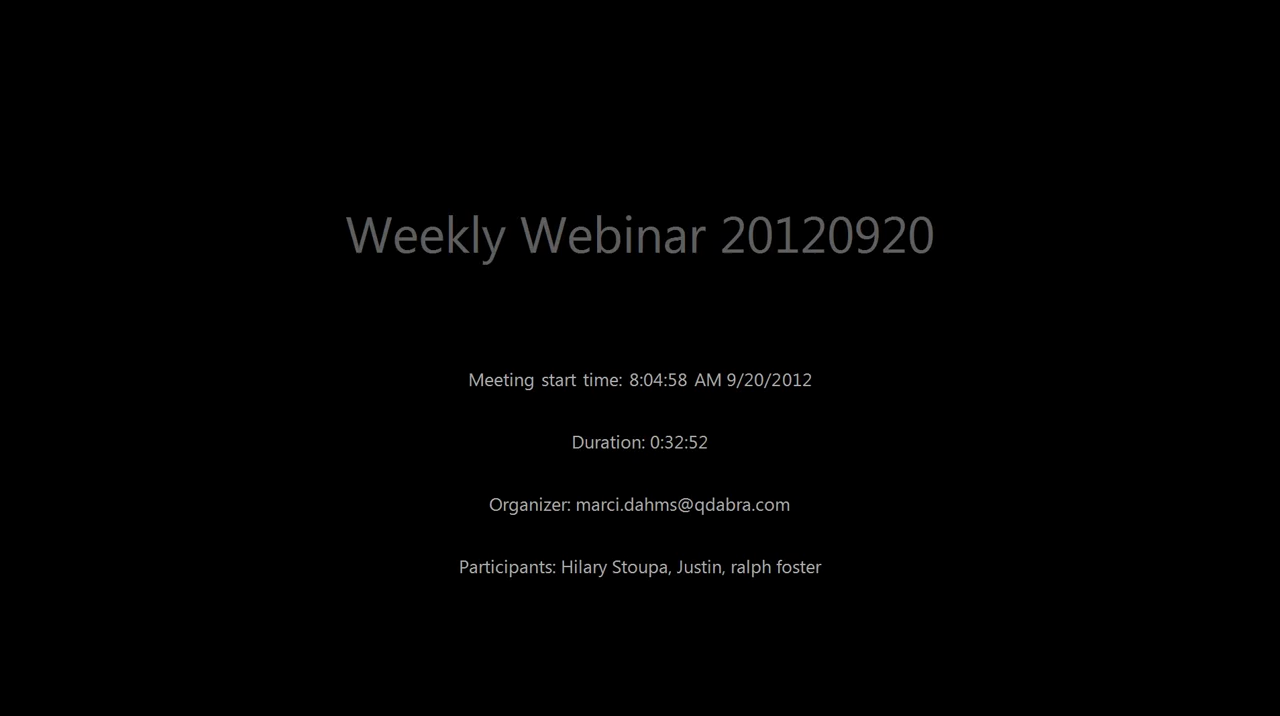 Weekly Webinar 20120920
Meeting start time: 8:04:58 AM 9/20/2012
Duration: 0:32:52
Organizer: marci.dahms@qdabra.com
Participants: Hilary Stoupa, Justin, ralph foster